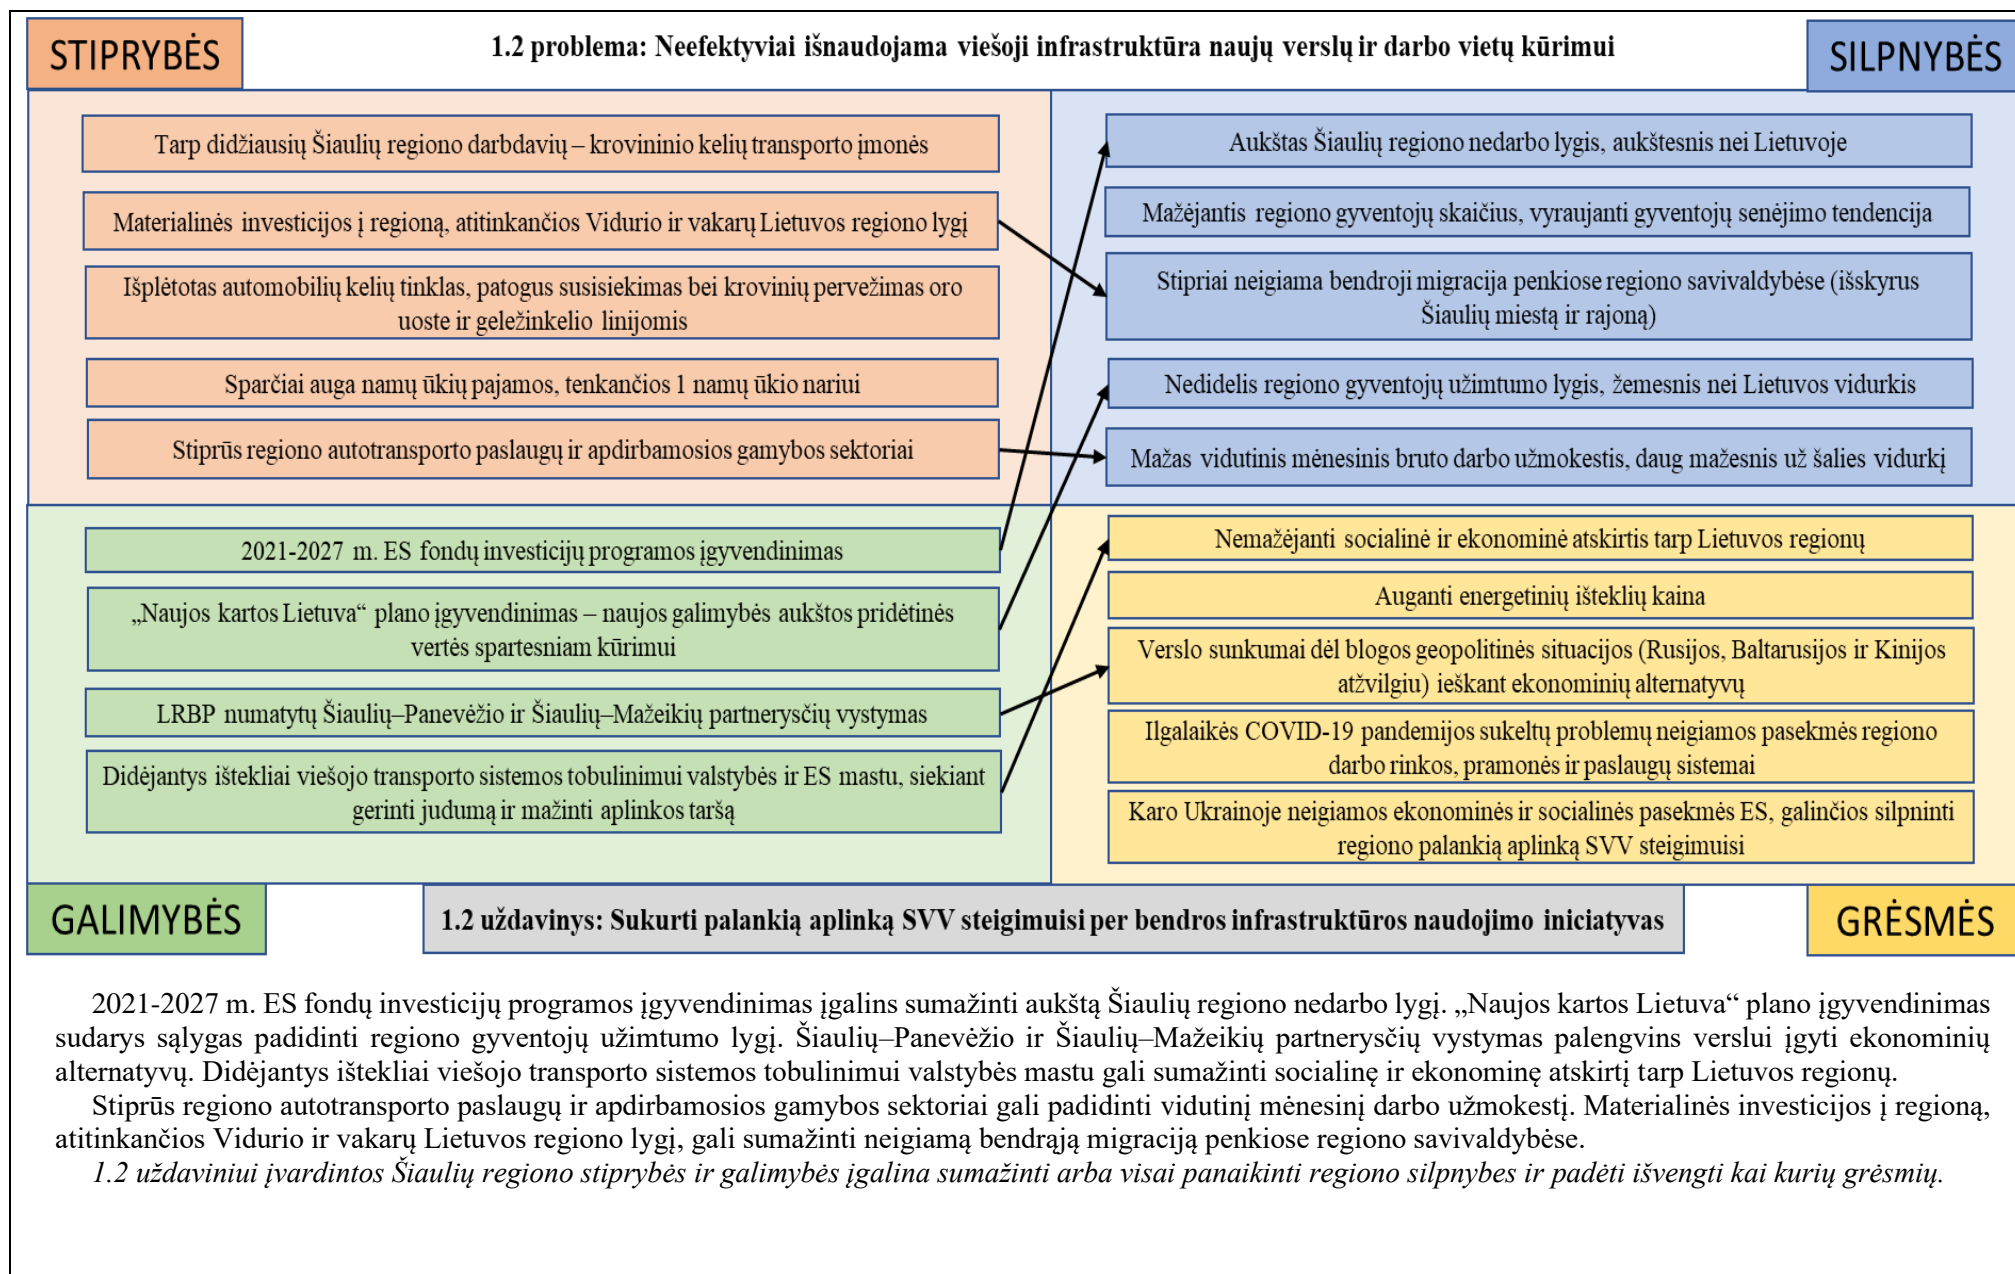 STIPRYBĖS
1.2 problema: Neefektyviai išnaudojama viešoji infrastruktūra naujų verslų ir darbo vietų kūrimui
SILPNYBĖS
Tarp didžiausių Šiaulių regiono darbdavių – krovininio kelių transporto įmonės
Materialinės investicijos į regioną, atitinkančios Vidurio ir vakarų Lietuvos regiono lygį
Išplėtotas automobilių kelių tinklas, patogus susisiekimas bei krovinių pervežimas oro
uoste ir geležinkelio linijomis
Sparčiai auga namų ūkių pajamos, tenkančios 1 namų ūkio nariui
Stiprūs regiono autotransporto paslaugų ir apdirbamosios gamybos sektoriai
Aukštas Šiaulių regiono nedarbo lygis, aukštesnis nei Lietuvoje
Mažėjantis regiono gyventojų skaičius, vyraujanti gyventojų senėjimo tendencija
Stipriai neigiama bendroji migracija penkiose regiono savivaldybėse (išskyrus
Šiaulių miestą ir rajoną)
Nedidelis regiono gyventojų užimtumo lygis, žemesnis nei Lietuvos vidurkis
Mažas vidutinis mėnesinis bruto darbo užmokestis, daug mažesnis už šalies vidurkį
2021-2027 m. ES fondų investicijų programos įgyvendinimas
„Naujos kartos Lietuva“ plano įgyvendinimas – naujos galimybės aukštos pridėtinės
vertės spartesniam kūrimui
LRBP numatytų Šiaulių–Panevėžio ir Šiaulių–Mažeikių partnerysčių vystymas
Didėjantys ištekliai viešojo transporto sistemos tobulinimui valstybės ir ES mastu, siekiant
gerinti judumą ir mažinti aplinkos taršą
Nemažėjanti socialinė ir ekonominė atskirtis tarp Lietuvos regionų
Auganti energetinių išteklių kaina
Verslo sunkumai dėl blogos geopolitinės situacijos (Rusijos, Baltarusijos ir Kinijos
atžvilgiu) ieškant ekonominių alternatyvų
Ilgalaikės COVID-19 pandemijos sukeltų problemų neigiamos pasekmės regiono
darbo rinkos, pramonės ir paslaugų sistemai
Karo Ukrainoje neigiamos ekonominės ir socialinės pasekmės ES, galinčios silpninti
regiono palankią aplinką SVV steigimuisi
GALIMYBĖS
1.2 uždavinys: Sukurti palankią aplinką SVV steigimuisi per bendros infrastruktūros naudojimo iniciatyvas
GRĖSMĖS
2021-2027 m. ES fondų investicijų programos įgyvendinimas įgalins sumažinti aukštą Šiaulių regiono nedarbo lygį. „Naujos kartos Lietuva“ plano įgyvendinimas
sudarys sąlygas padidinti regiono gyventojų užimtumo lygį. Šiaulių–Panevėžio ir Šiaulių–Mažeikių partnerysčių vystymas palengvins verslui įgyti ekonominių
alternatyvų. Didėjantys ištekliai viešojo transporto sistemos tobulinimui valstybės mastu gali sumažinti socialinę ir ekonominę atskirtį tarp Lietuvos regionų.
Stiprūs regiono autotransporto paslaugų ir apdirbamosios gamybos sektoriai gali padidinti vidutinį mėnesinį darbo užmokestį. Materialinės investicijos į regioną,
atitinkančios Vidurio ir vakarų Lietuvos regiono lygį, gali sumažinti neigiamą bendrąją migraciją penkiose regiono savivaldybėse.
1.2 uždaviniui įvardintos Šiaulių regiono stiprybės ir galimybės įgalina sumažinti arba visai panaikinti regiono silpnybes ir padėti išvengti kai kurių grėsmių.